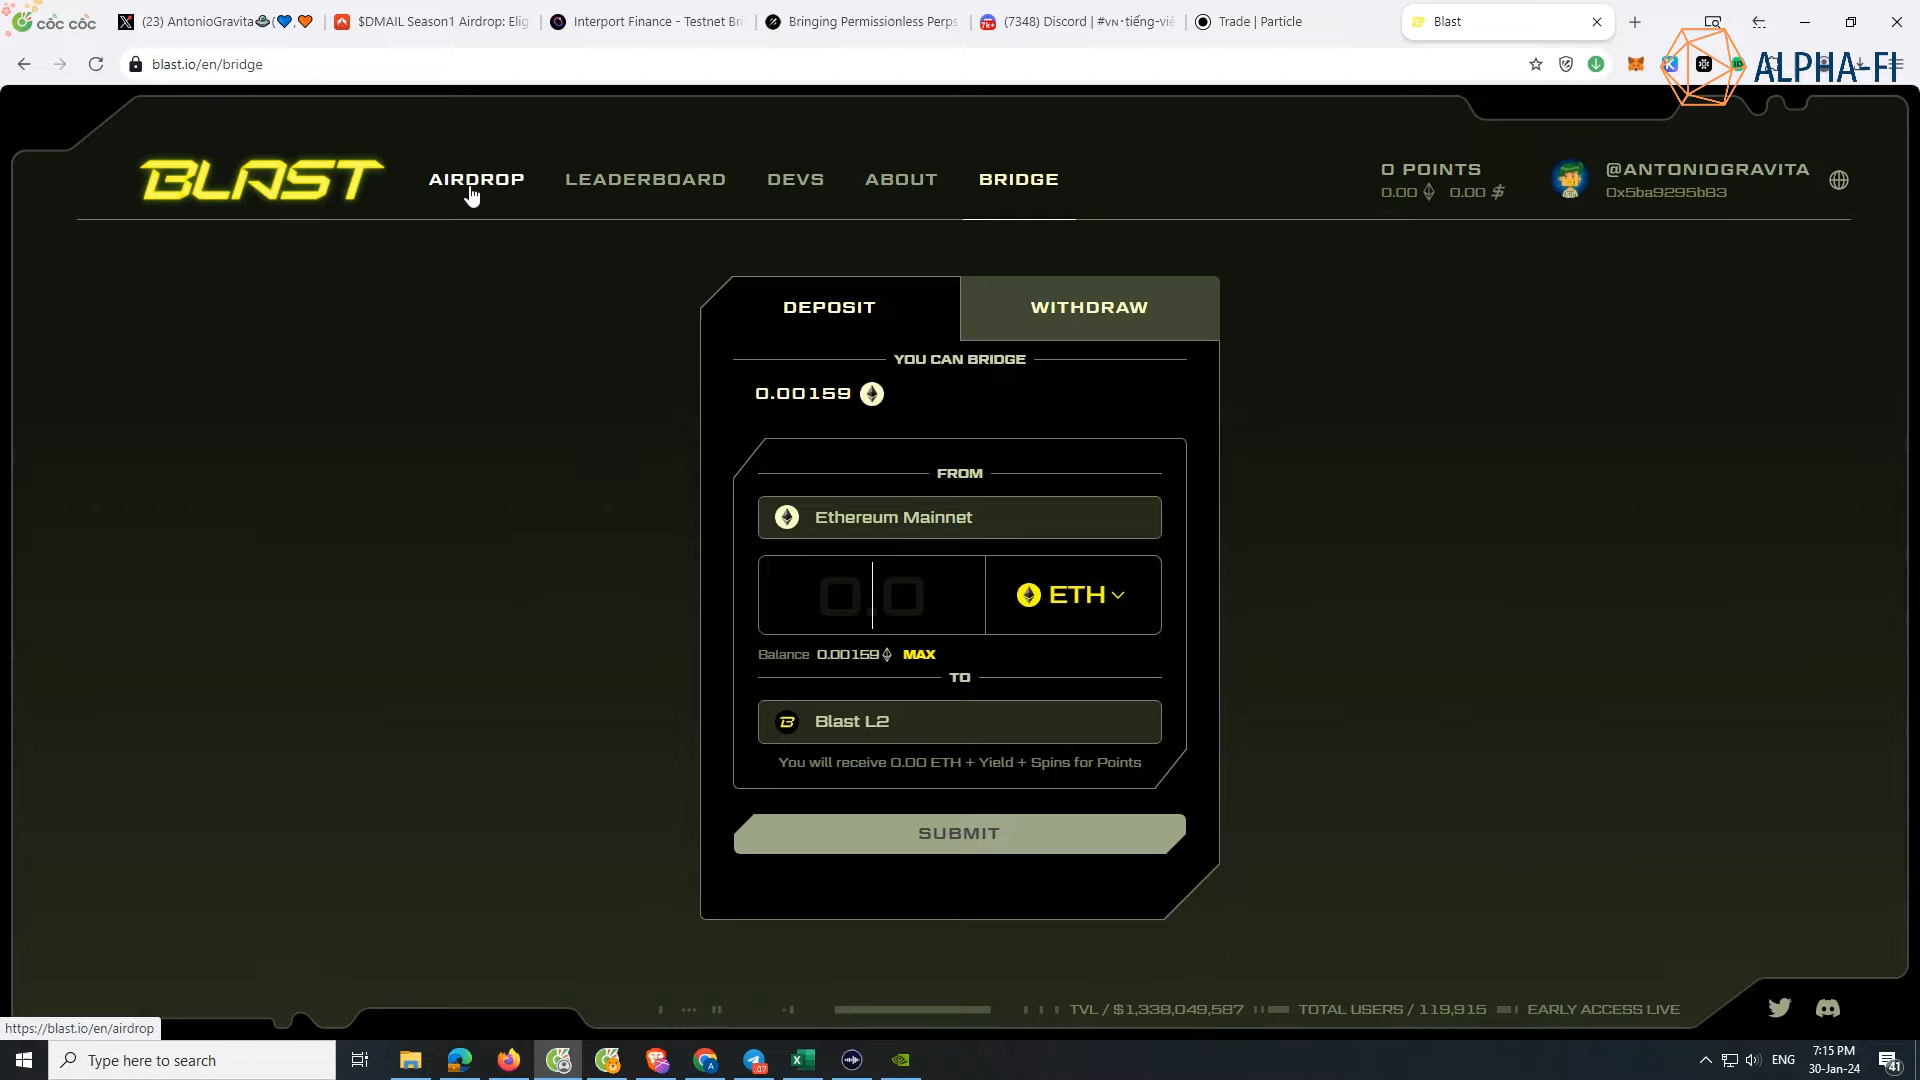 cốc cốc
(23) AntonioGravita
$DMAIL Season1 Airdrop: Elig
Interport Finance - Testnet Bri
Bringing Permissionless Perps
(7348) Discord | #VN・tiếng-việ
Trade | Particle
Blast
blast.io/en/bridge
ALPHA-FI
BLAST
AIRDROP
LEADERBOARD
DEVS
ABOUT
BRIDGE
0 POINTS
0.00 0.00 $
@ANTONIOGRAVITA
0x5ba9295b83
DEPOSIT
WITHDRAW
YOU CAN BRIDGE
0.00159
FROM
Ethereum Mainnet
0.0
ETH
Balance 0.00159 MAX
TO
Blast L2
You will receive 0.00 ETH + Yield + Spins for Points
SUBMIT
TVL / $1,338,049,587
TOTAL USERS / 119,915
EARLY ACCESS LIVE
https://blast.io/en/airdrop
Type here to search
ENG
7:15 PM
30-Jan-24
41